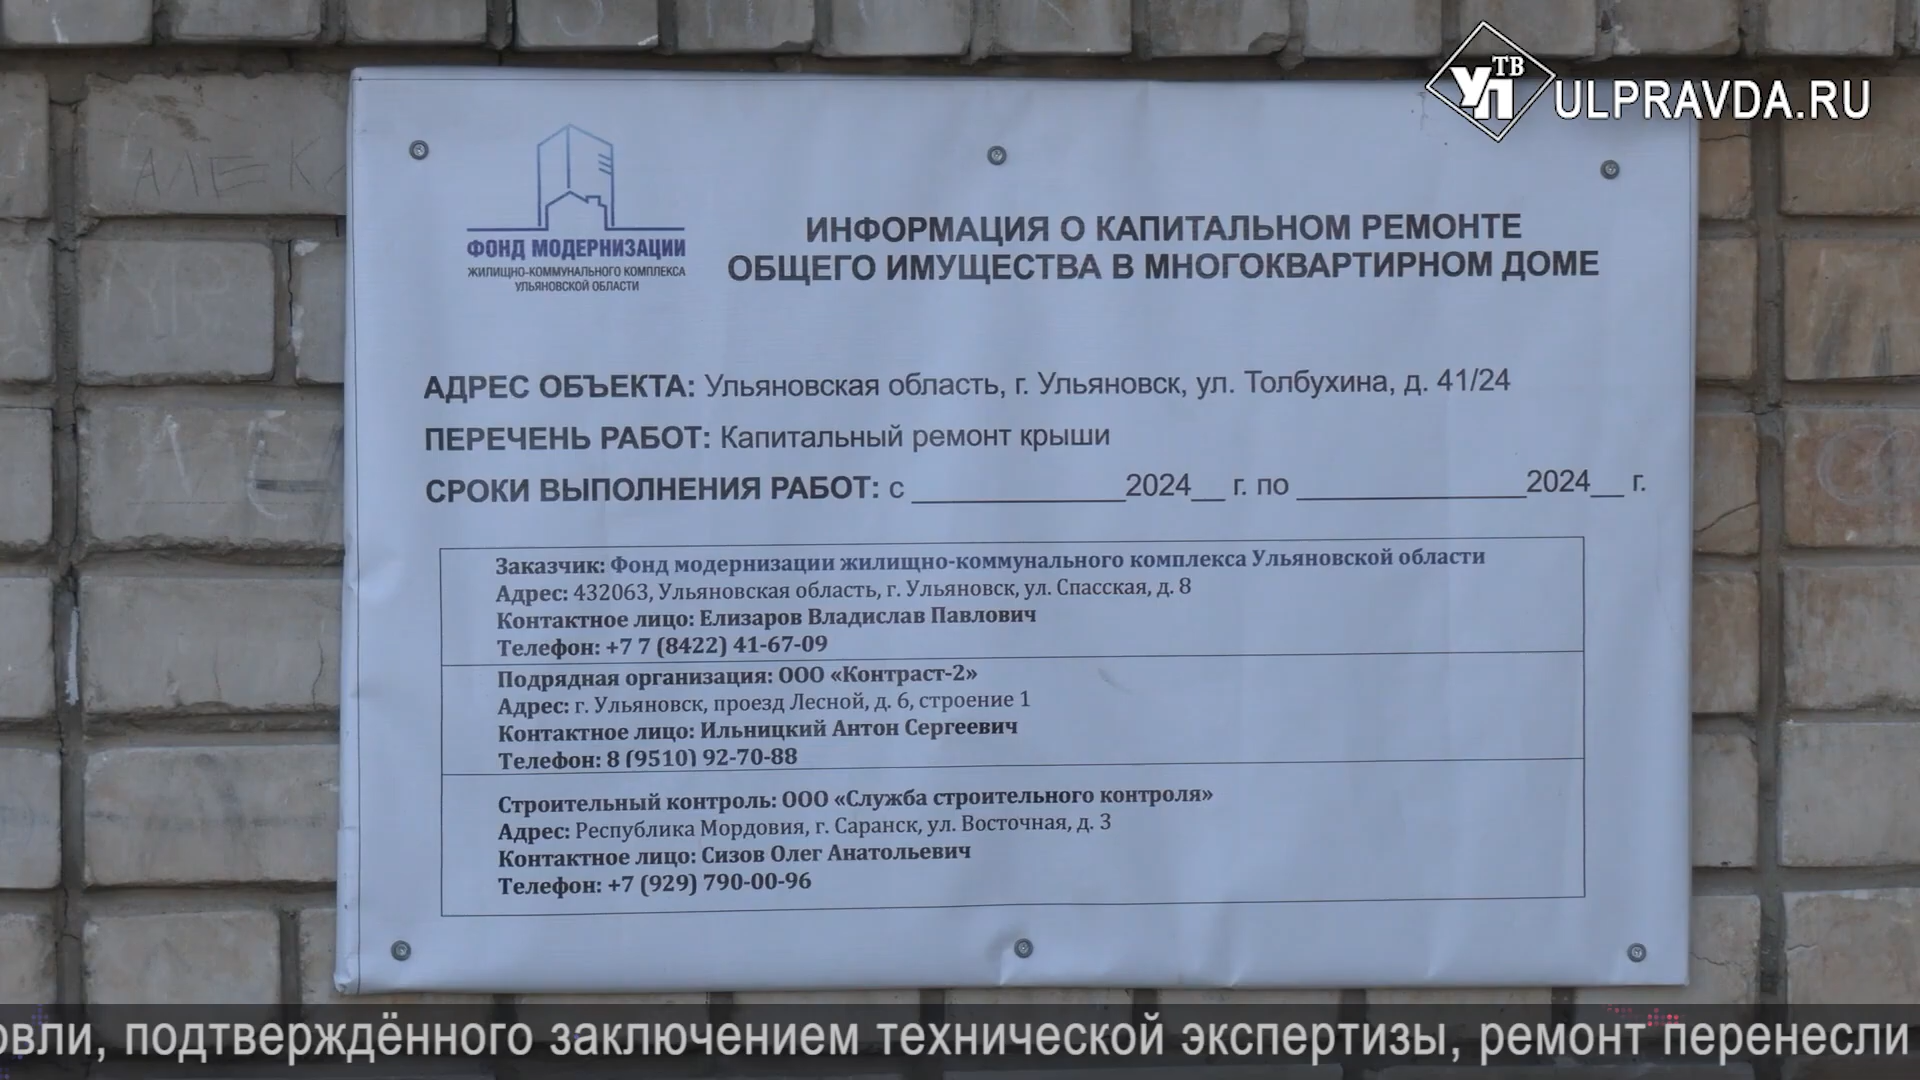 УП ТВ ULPRAVDA.RU
ФОНД МОДЕРНИЗАЦИИ
ЖИЛИЩНО-КОММУНАЛЬНОГО КОМПЛЕКСА
УЛЬЯНОВСКОЙ ОБЛАСТИ
ИНФОРМАЦИЯ О КАПИТАЛЬНОМ РЕМОНТЕ
ОБЩЕГО ИМУЩЕСТВА В МНОГОКВАРТИРНОМ ДОМЕ
АДРЕС ОБЪЕКТА: Ульяновская область, г. Ульяновск, ул. Толбухина, д. 41/24
ПЕРЕЧЕНЬ РАБОТ: Капитальный ремонт крыши
СРОКИ ВЫПОЛНЕНИЯ РАБОТ: с _____________2024__ г. по ______________2024__ г.
Заказчик: Фонд модернизации жилищно-коммунального комплекса Ульяновской области
Адрес: 432063, Ульяновская область, г. Ульяновск, ул. Спасская, д. 8
Контактное лицо: Елизаров Владислав Павлович
Телефон: +7 7 (8422) 41-67-09
Подрядная организация: ООО «Контраст-2»
Адрес: г. Ульяновск, проезд Лесной, д. 6, строение 1
Контактное лицо: Ильницкий Антон Сергеевич
Телефон: 8 (9510) 92-70-88
Строительный контроль: ООО «Служба строительного контроля»
Адрес: Республика Мордовия, г. Саранск, ул. Восточная, д. 3
Контактное лицо: Сизов Олег Анатольевич
Телефон: +7 (929) 790-00-96
овли, подтверждённого заключением технической экспертизы, ремонт перенесли